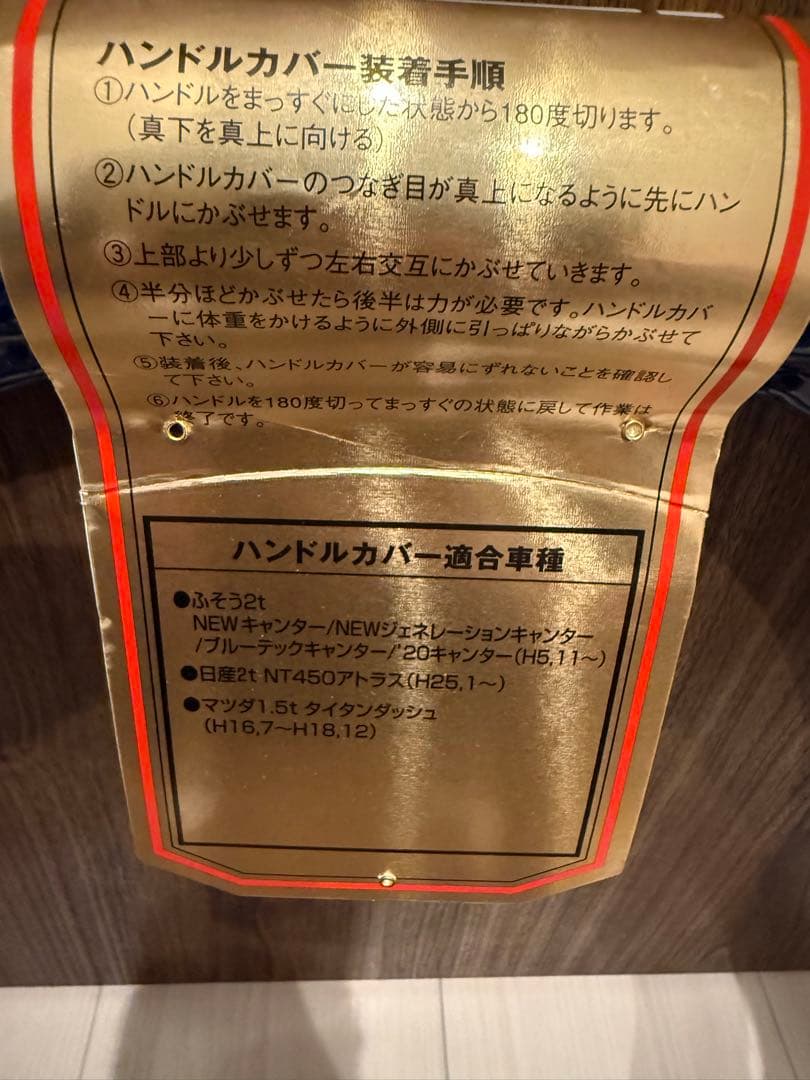 ハンドルカバー装着手順
①ハンドルをまっすぐにした状態から180度切ります。
(真下を真上に向ける)
②ハンドルカバーのつなぎ目が真上になるように先にハン
ドルにかぶせます。
③上部より少しずつ左右交互にかぶせていきます。
④半分ほどかぶせたら後半は力が必要です。ハンドルカバ
ーに体重をかけるように外側に引っぱりながらかぶせて
下さい。
⑤装着後、ハンドルカバーが容易にずれないことを確認し
て下さい。
⑥ハンドルを180度切ってまっすぐの状態に戻して作業は
終了です。
ハンドルカバー適合車種
●ふそう2t
NEWキャンター/NEWジェネレーションキャンター
/ブルーテックキャンター/'20キャンター(H5,11〜)
●日産2t NT450アトラス(H25,1〜)
●マツダ1.5t タイタンダッシュ
(H16,7〜H18,12)